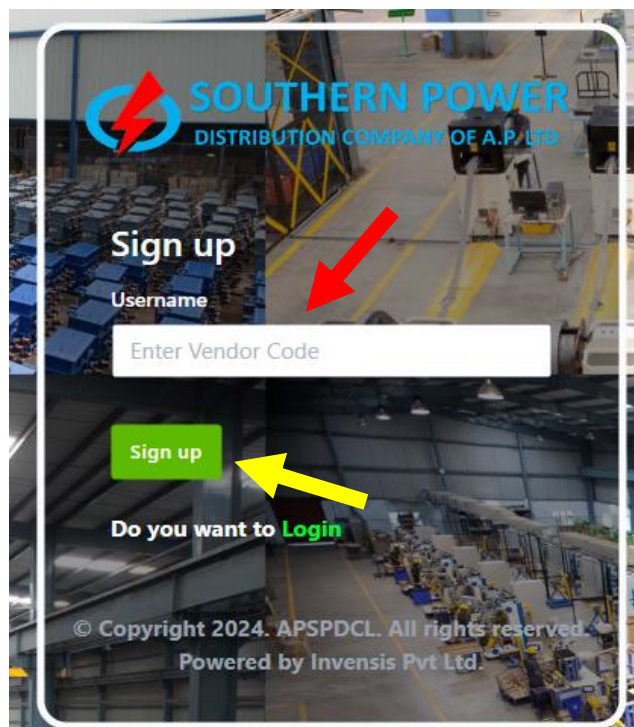 SOUTHERN POWER
DISTRIBUTION COMPANY OF A.P. LTD
Sign up
Username
Enter Vendor Code
Sign up
Do you want to Login
© Copyright 2024. APSPDCL. All rights reserved.
Powered by Invensis Pvt Ltd.